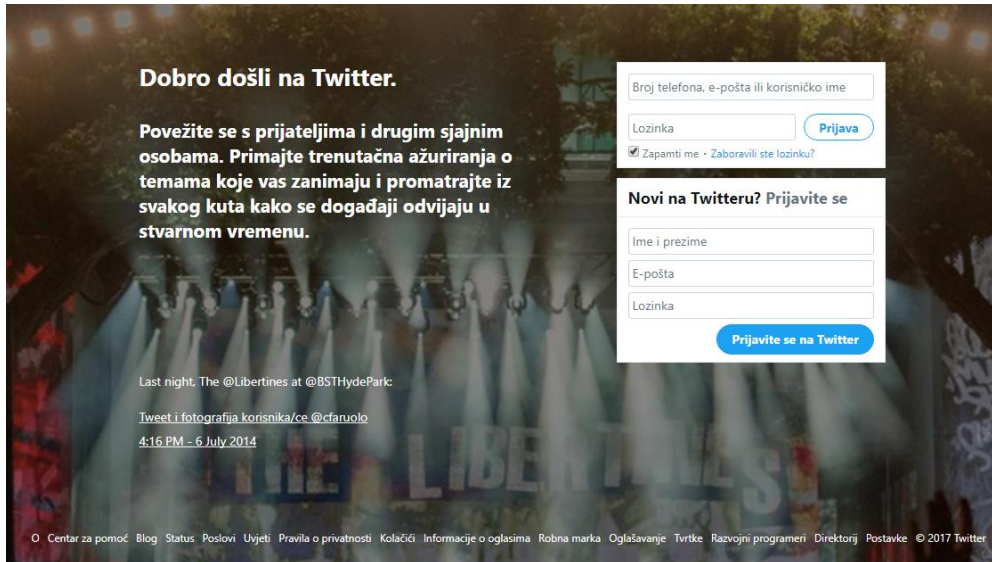 Dobro došli na Twitter.
Povežite se s prijateljima i drugim sjajnim
osobama. Primajte trenutačna ažuriranja o
temama koje vas zanimaju i promatrajte iz
svakog kuta kako se događaji odvijaju u
stvarnom vremenu.
Last night, The @Libertines at @BSTHydePark:
Tweet i fotografija korisnika/ce @cfaruolo
4:16 PM - 6 July 2014
Broj telefona, e-pošta ili korisničko ime
Lozinka Prijava
Zapamti me · Zaboravili ste lozinku?
Novi na Twitteru? Prijavite se
Ime i prezime
E-pošta
Lozinka
Prijavite se na Twitter
THE LIBERTINES
O Centar za pomoć Blog Status Poslovi Uvjeti Pravila o privatnosti Kolačići Informacije o oglasima Robna marka Oglašavanje Tvrtke Razvojni programeri Direktorij Postavke © 2017 Twitter